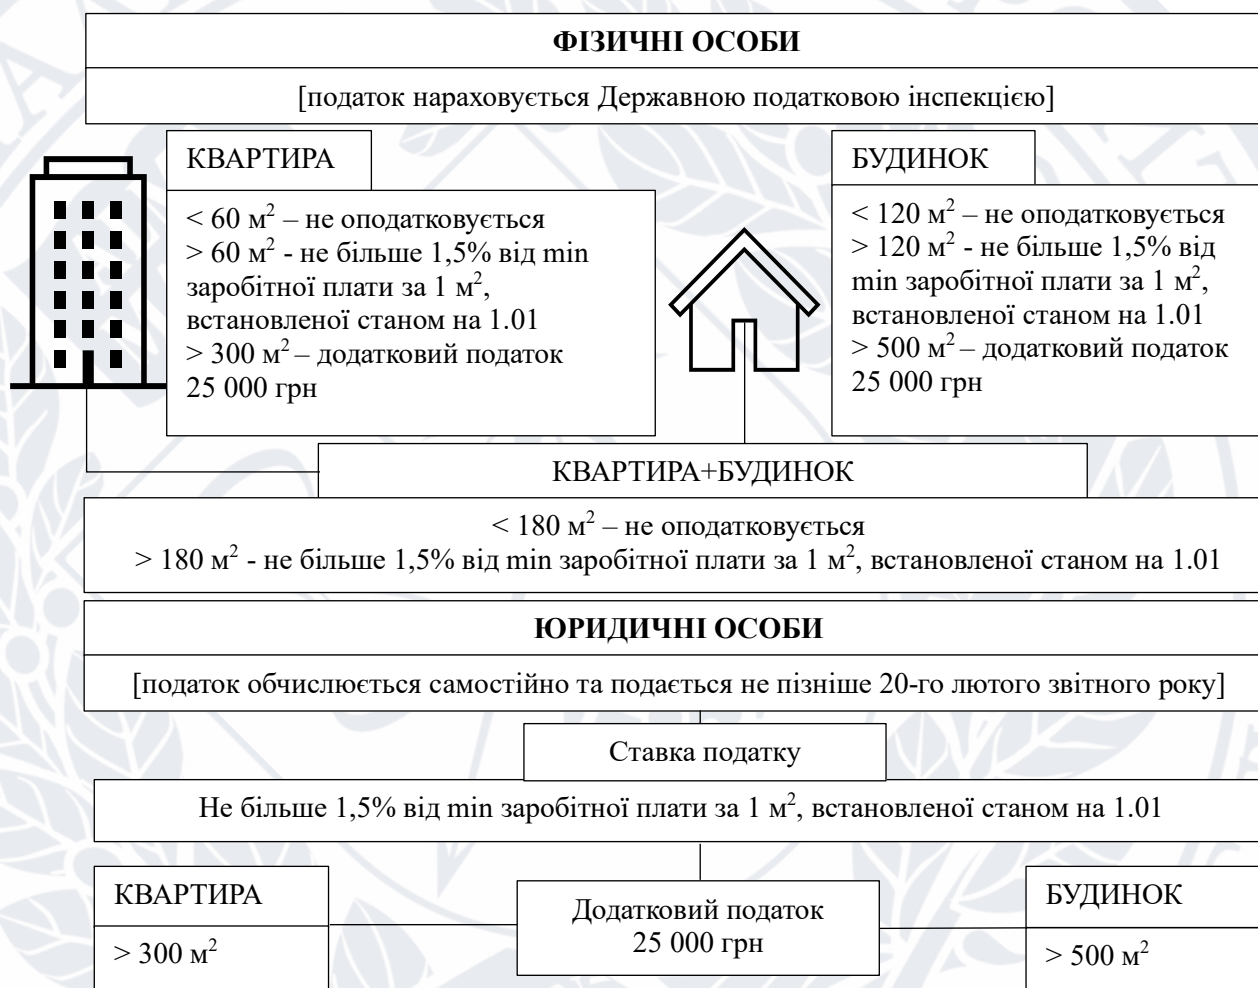 ФІЗИЧНІ ОСОБИ
[податок нараховується Державною податковою інспекцією]
КВАРТИРА
< 60 м² – не оподатковується
> 60 м² - не більше 1,5% від min
заробітної плати за 1 м²,
встановленої станом на 1.01
> 300 м² – додатковий податок
25 000 грн
БУДИНОК
< 120 м² – не оподатковується
> 120 м² - не більше 1,5% від
min заробітної плати за 1 м²,
встановленої станом на 1.01
> 500 м² – додатковий податок
25 000 грн
КВАРТИРА+БУДИНОК
< 180 м² – не оподатковується
> 180 м² - не більше 1,5% від min заробітної плати за 1 м², встановленої станом на 1.01
ЮРИДИЧНІ ОСОБИ
[податок обчислюється самостійно та подається не пізніше 20-го лютого звітного року]
Ставка податку
Не більше 1,5% від min заробітної плати за 1 м², встановленої станом на 1.01
КВАРТИРА
> 300 м²
Додатковий податок
25 000 грн
БУДИНОК
> 500 м²